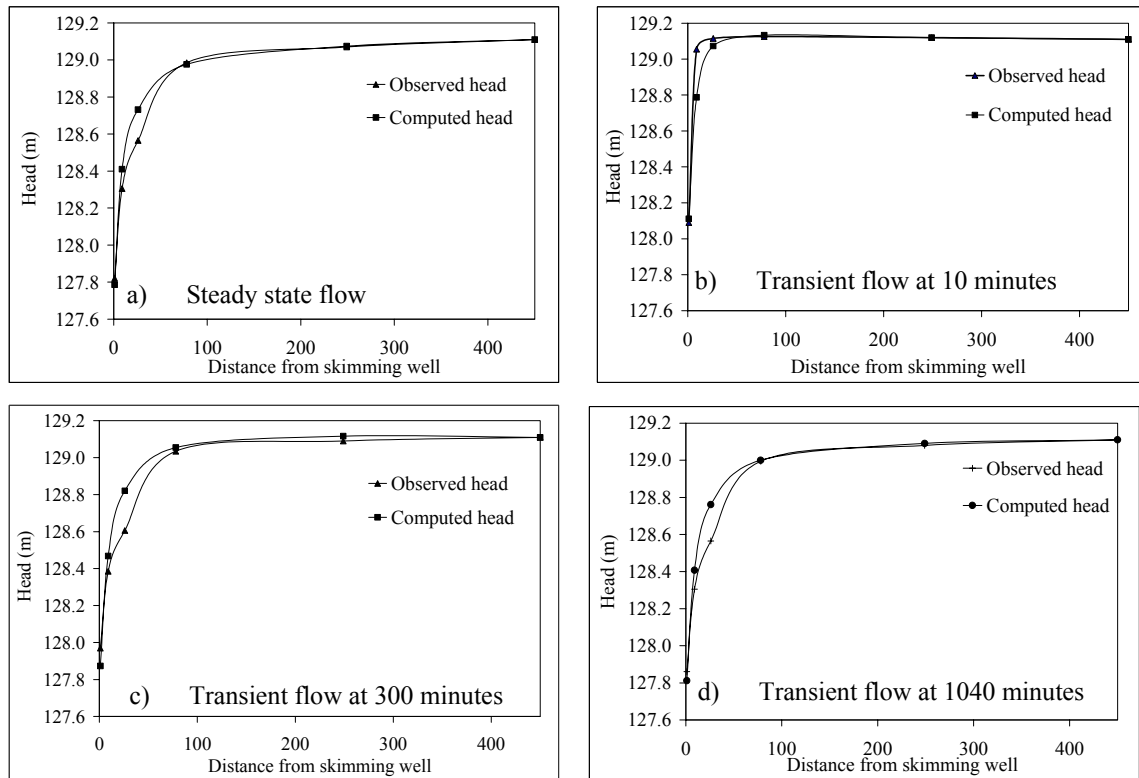 129.2
129.0
128.8
128.6
128.4
128.2
128.0
127.8
127.6
Head (m)
Observed head
Computed head
a) Steady state flow
0 100 200 300 400
Distance from skimming well
129.2
129.0
128.8
128.6
128.4
128.2
128.0
127.8
127.6
Head (m)
Observed head
Computed head
b) Transient flow at 10 minutes
0 100 200 300 400
Distance from skimming well
129.2
129.0
128.8
128.6
128.4
128.2
128.0
127.8
127.6
Head (m)
Observed head
Computed head
c) Transient flow at 300 minutes
0 100 200 300 400
Distance from skimming well
129.2
129.0
128.8
128.6
128.4
128.2
128.0
127.8
127.6
Head (m)
Observed head
Computed head
d) Transient flow at 1040 minutes
0 100 200 300 400
Distance from skimming well